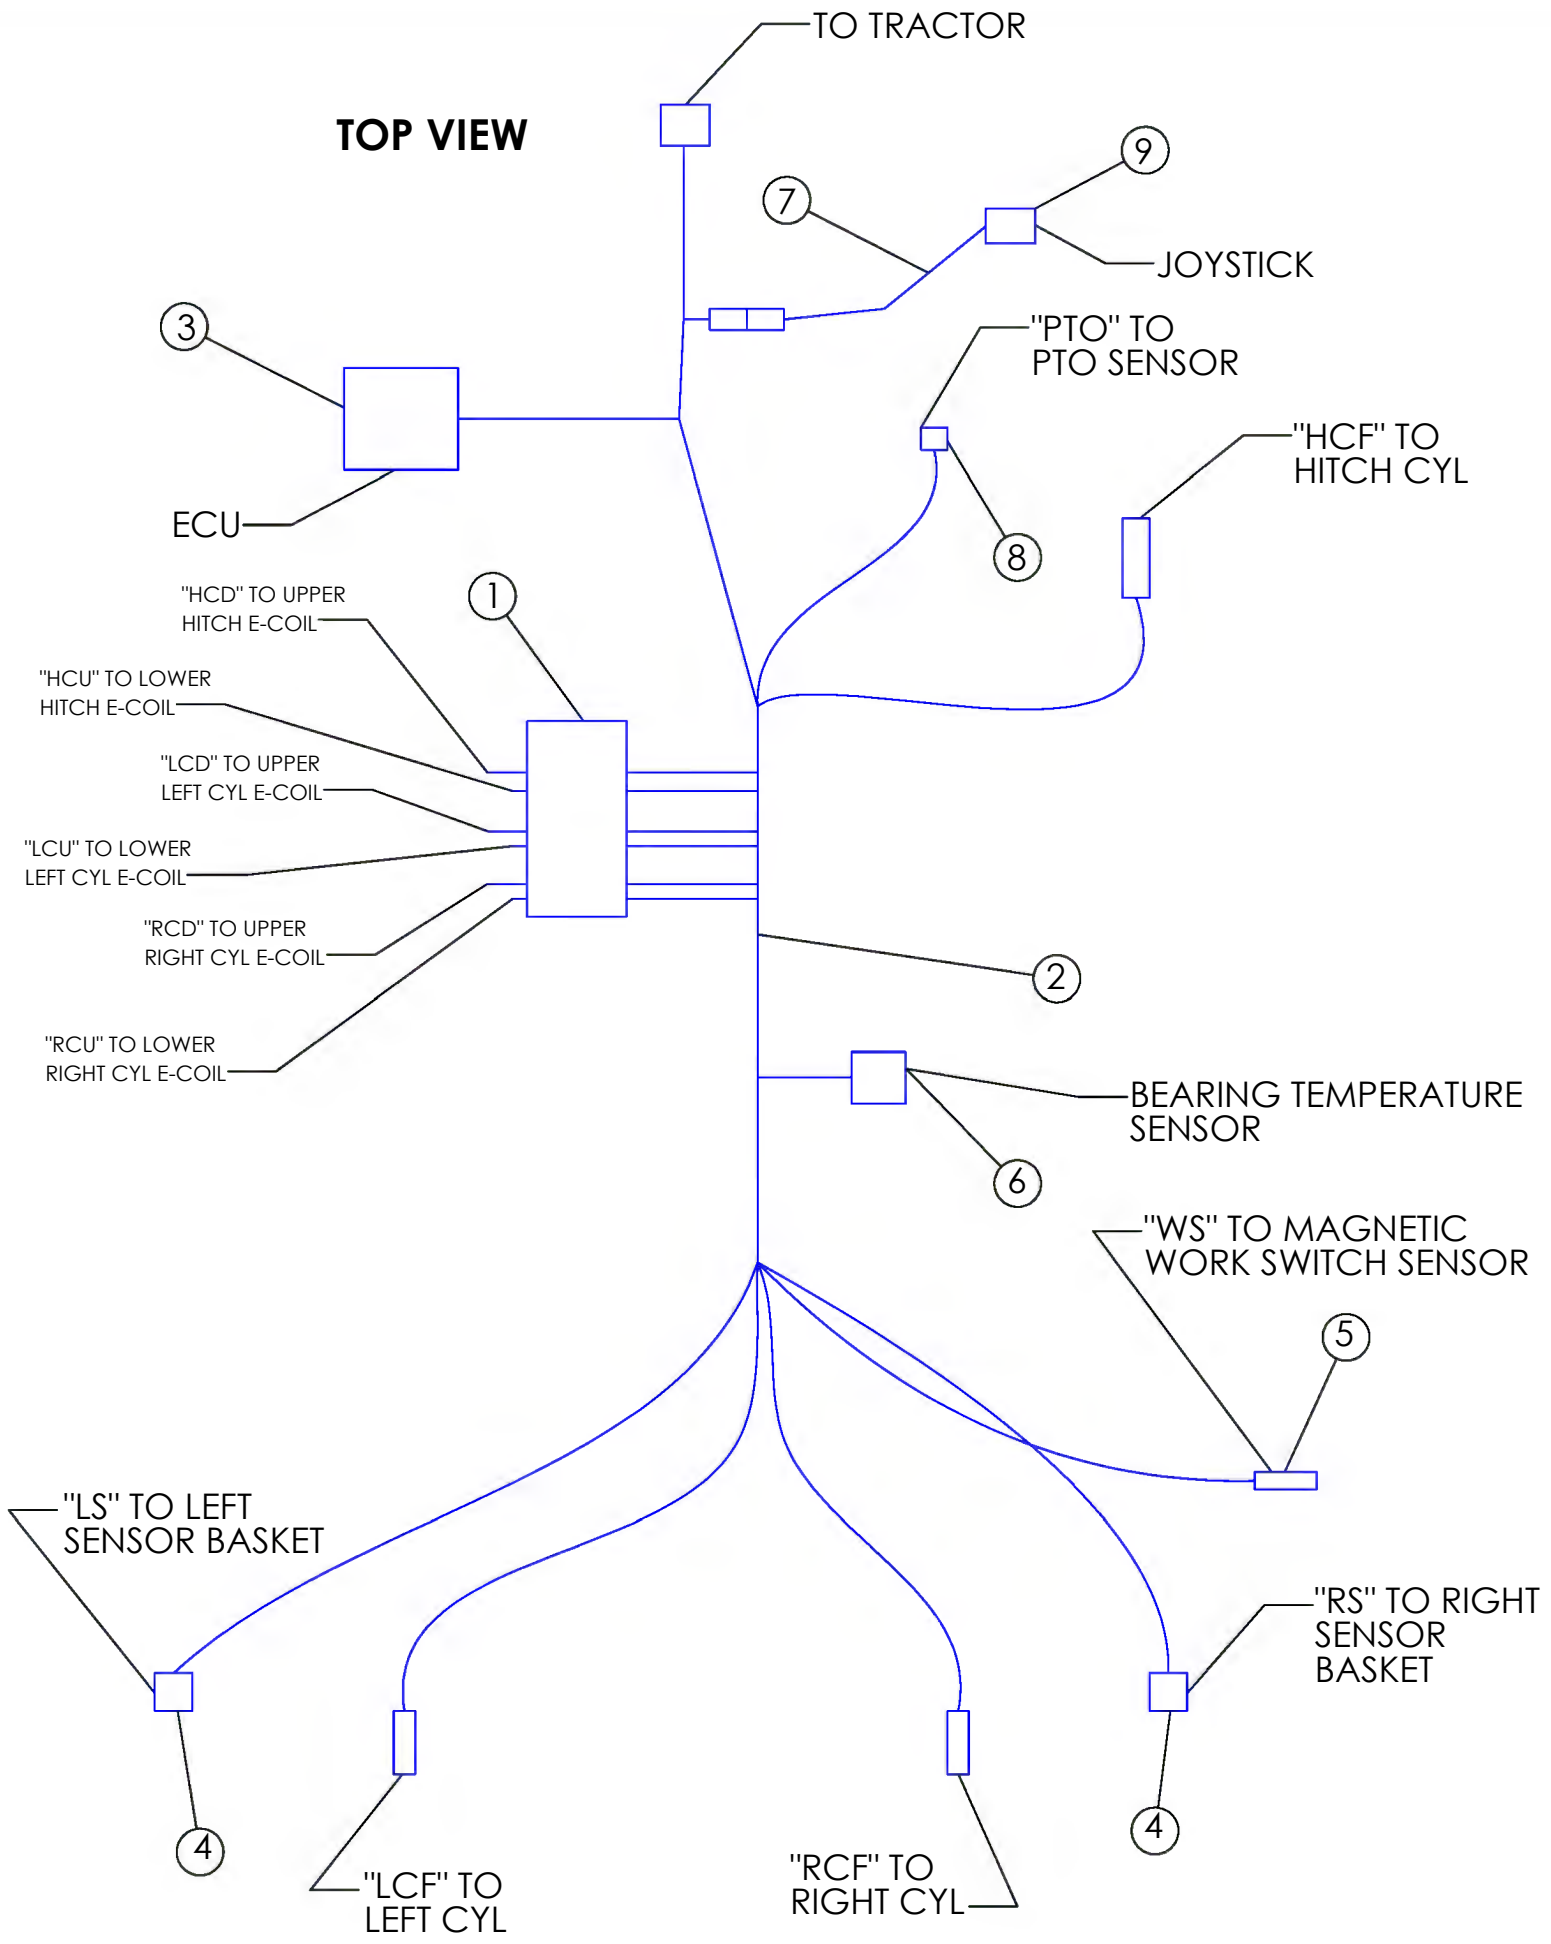 TO TRACTOR
TOP VIEW
9
7
JOYSTICK
3
"PTO" TO
PTO SENSOR
"HCF" TO
HITCH CYL
ECU
8
1
"HCD" TO UPPER
HITCH E-COIL
"HCU" TO LOWER
HITCH E-COIL
"LCD" TO UPPER
LEFT CYL E-COIL
"LCU" TO LOWER
LEFT CYL E-COIL
"RCD" TO UPPER
RIGHT CYL E-COIL
2
"RCU" TO LOWER
RIGHT CYL E-COIL
BEARING TEMPERATURE
SENSOR
6
"WS" TO MAGNETIC
WORK SWITCH SENSOR
5
"LS" TO LEFT
SENSOR BASKET
"RS" TO RIGHT
SENSOR
BASKET
4
4
"LCF" TO
LEFT CYL
"RCF" TO
RIGHT CYL